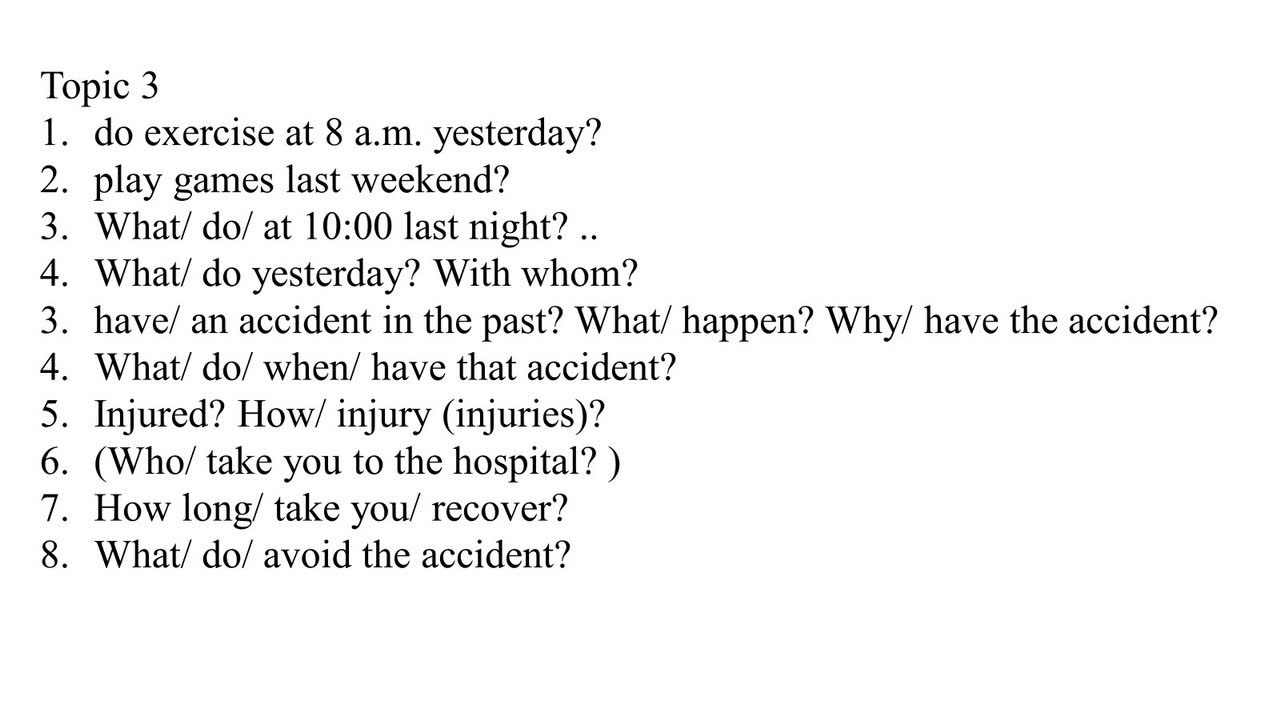 Topic 3
1. do exercise at 8 a.m. yesterday?
2. play games last weekend?
3. What/ do/ at 10:00 last night? ..
4. What/ do yesterday? With whom?
3. have/ an accident in the past? What/ happen? Why/ have the accident?
4. What/ do/ when/ have that accident?
5. Injured? How/ injury (injuries)?
6. (Who/ take you to the hospital? )
7. How long/ take you/ recover?
8. What/ do/ avoid the accident?